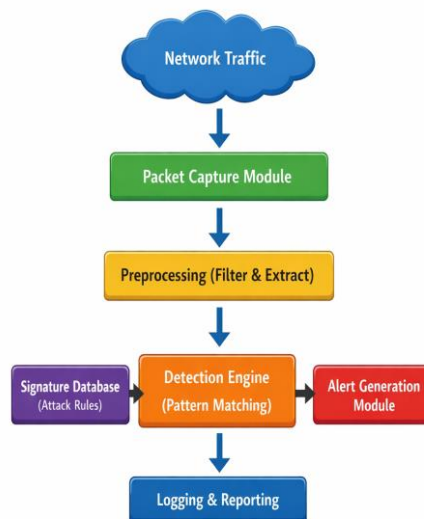 Network Traffic
Packet Capture Module
Preprocessing (Filter & Extract)
Signature Database
(Attack Rules)
Detection Engine
(Pattern Matching)
Alert Generation
Module
Logging & Reporting